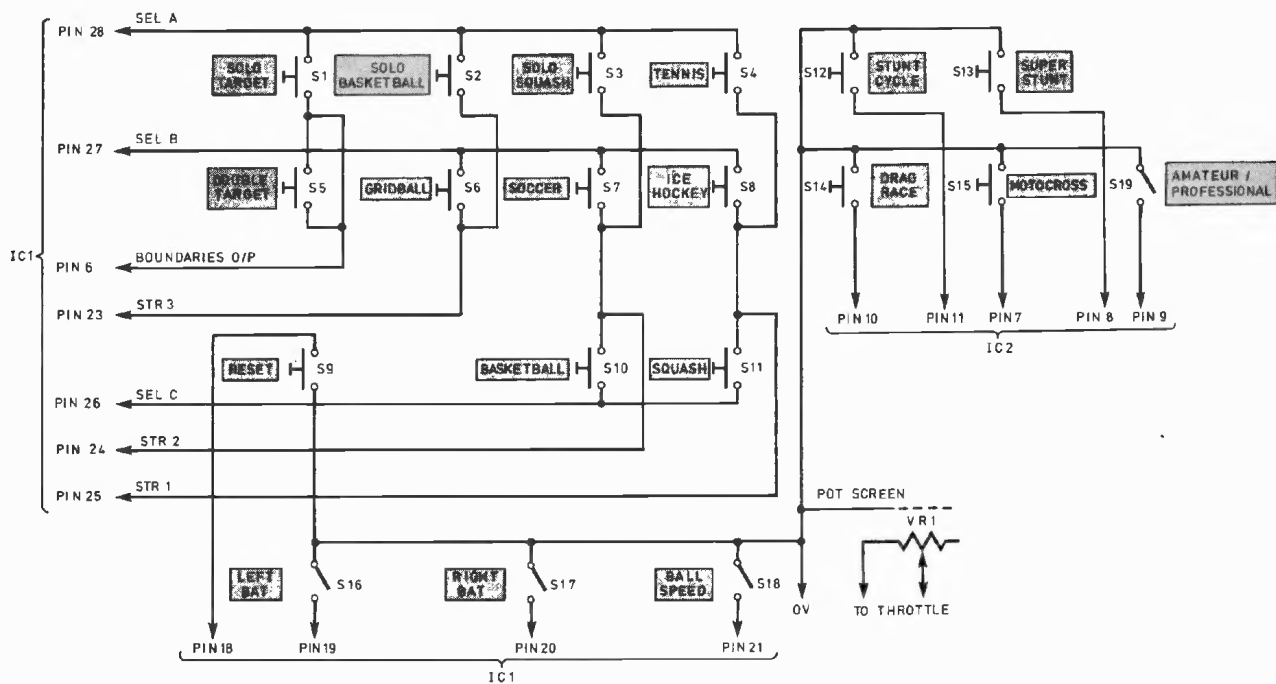 SEL A
PIN 28
SOLO
TARGET
S1
SOLO
BASKETBALL
S2
SOLO
SQUASH
S3
TENNIS
S4
S12
STUNT
CYCLE
S13
SUPER
STUNT
SEL B
PIN 27
DOUBLE
TARGET
S5
GRIDBALL
S6
SOCCER
S7
ICE
HOCKEY
S8
S14
DRAG
RACE
S15
MOTOCROSS
S19
AMATEUR /
PROFESSIONAL
IC1
BOUNDARIES O/P
PIN 6
STR 3
PIN 23
PIN 10
PIN 11
PIN 7
PIN 8
PIN 9
IC2
RESET
S9
BASKETBALL
S10
SQUASH
S11
SEL C
PIN 26
STR 2
PIN 24
STR 1
PIN 25
POT SCREEN
VR1
LEFT
BAT
S16
RIGHT
BAT
S17
BALL
SPEED
S18
OV
TO THROTTLE
PIN 18
PIN 19
PIN 20
PIN 21
IC1